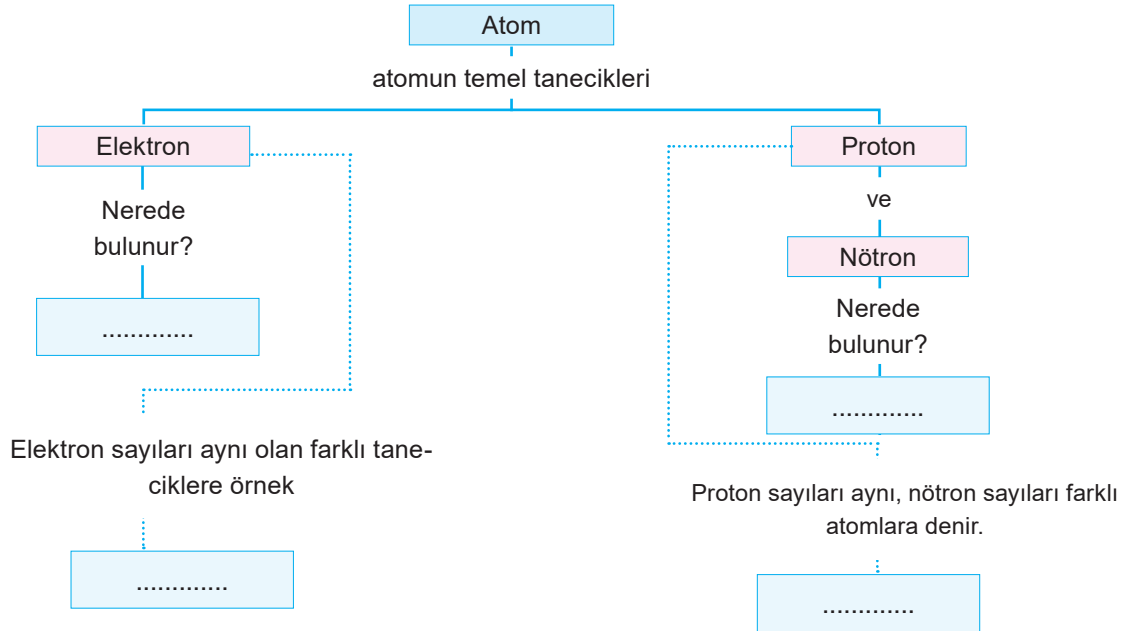 Atom
atomun temel tanecikleri
Elektron
Nerede
bulunur?
.............
Elektron sayıları aynı olan farklı tane-
ciklere örnek
.............
Proton
ve
Nötron
Nerede
bulunur?
.............
Proton sayıları aynı, nötron sayıları farklı
atomlara denir.
.............